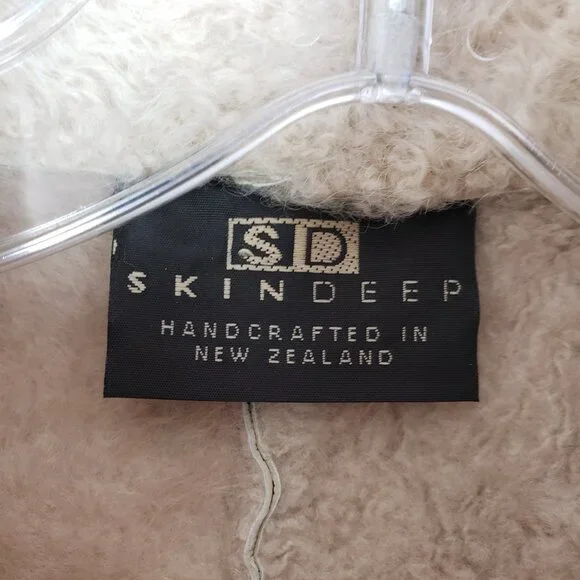 SD
SKINDEEP
HANDCRAFTED IN
NEW ZEALAND